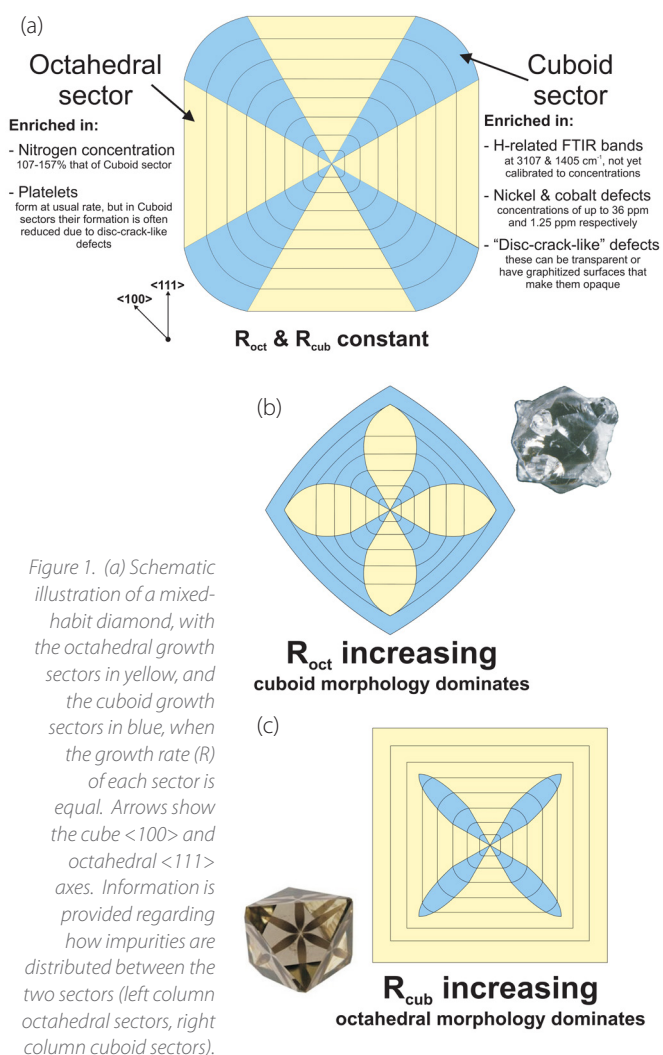 (a)
Octahedral
sector
Enriched in:
- Nitrogen concentration
107-157% that of Cuboid sector
- Platelets
form at usual rate, but in Cuboid
sectors their formation is often
reduced due to disc-crack-like
defects
Cuboid
sector
Enriched in:
- H-related FTIR bands
at 3107 & 1405 cm⁻¹, not yet
calibrated to concentrations
- Nickel & cobalt defects
concentrations of up to 36 ppm
and 1.25 ppm respectively
- “Disc-crack-like” defects
these can be transparent or
have graphitized surfaces that
make them opaque
<111>
<100>
R_oct & R_cub constant
(b)
R_oct increasing
cuboid morphology dominates
(c)
R_cub increasing
octahedral morphology dominates
Figure 1. (a) Schematic
illustration of a mixed-
habit diamond, with
the octahedral growth
sectors in yellow, and
the cuboid growth
sectors in blue, when
the growth rate (R)
of each sector is
equal. Arrows show
the cube <100> and
octahedral <111>
axes. Information is
provided regarding
how impurities are
distributed between the
two sectors (left column
octahedral sectors, right
column cuboid sectors).